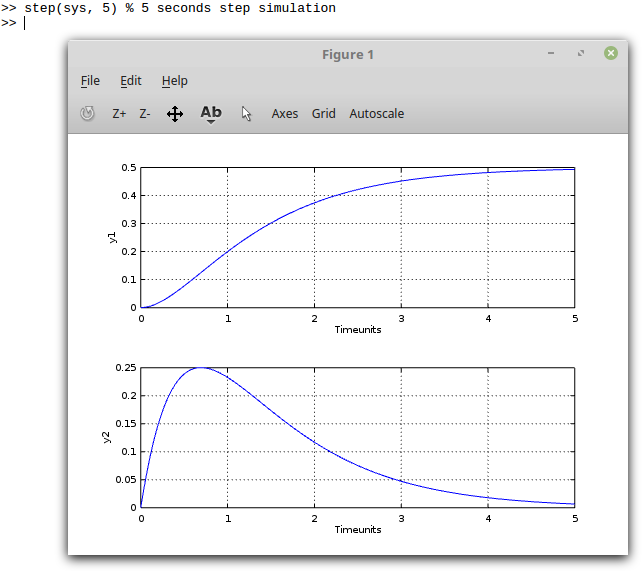 >> step(sys, 5) % 5 seconds step simulation
>>
Figure 1
File Edit Help
Z+ Z- Ab Axes Grid Autoscale
0.5
0.4
0.3
0.2
0.1
0
y1
0 1 2 3 4 5
Timeunits
0.25
0.2
0.15
0.1
0.05
0
y2
0 1 2 3 4 5
Timeunits